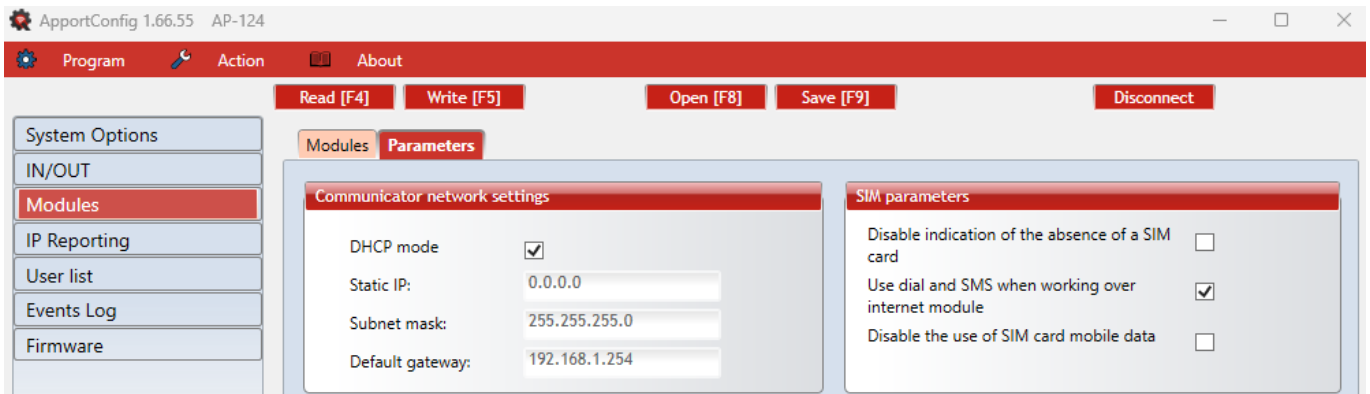 ApportConfig 1.66.55 AP-124
Program Action About
Read [F4] Write [F5] Open [F8] Save [F9] Disconnect
System Options
IN/OUT
Modules
IP Reporting
User list
Events Log
Firmware
Modules Parameters
Communicator network settings
DHCP mode
Static IP: 0.0.0.0
Subnet mask: 255.255.255.0
Default gateway: 192.168.1.254
SIM parameters
Disable indication of the absence of a SIM
card
Use dial and SMS when working over
internet module
Disable the use of SIM card mobile data